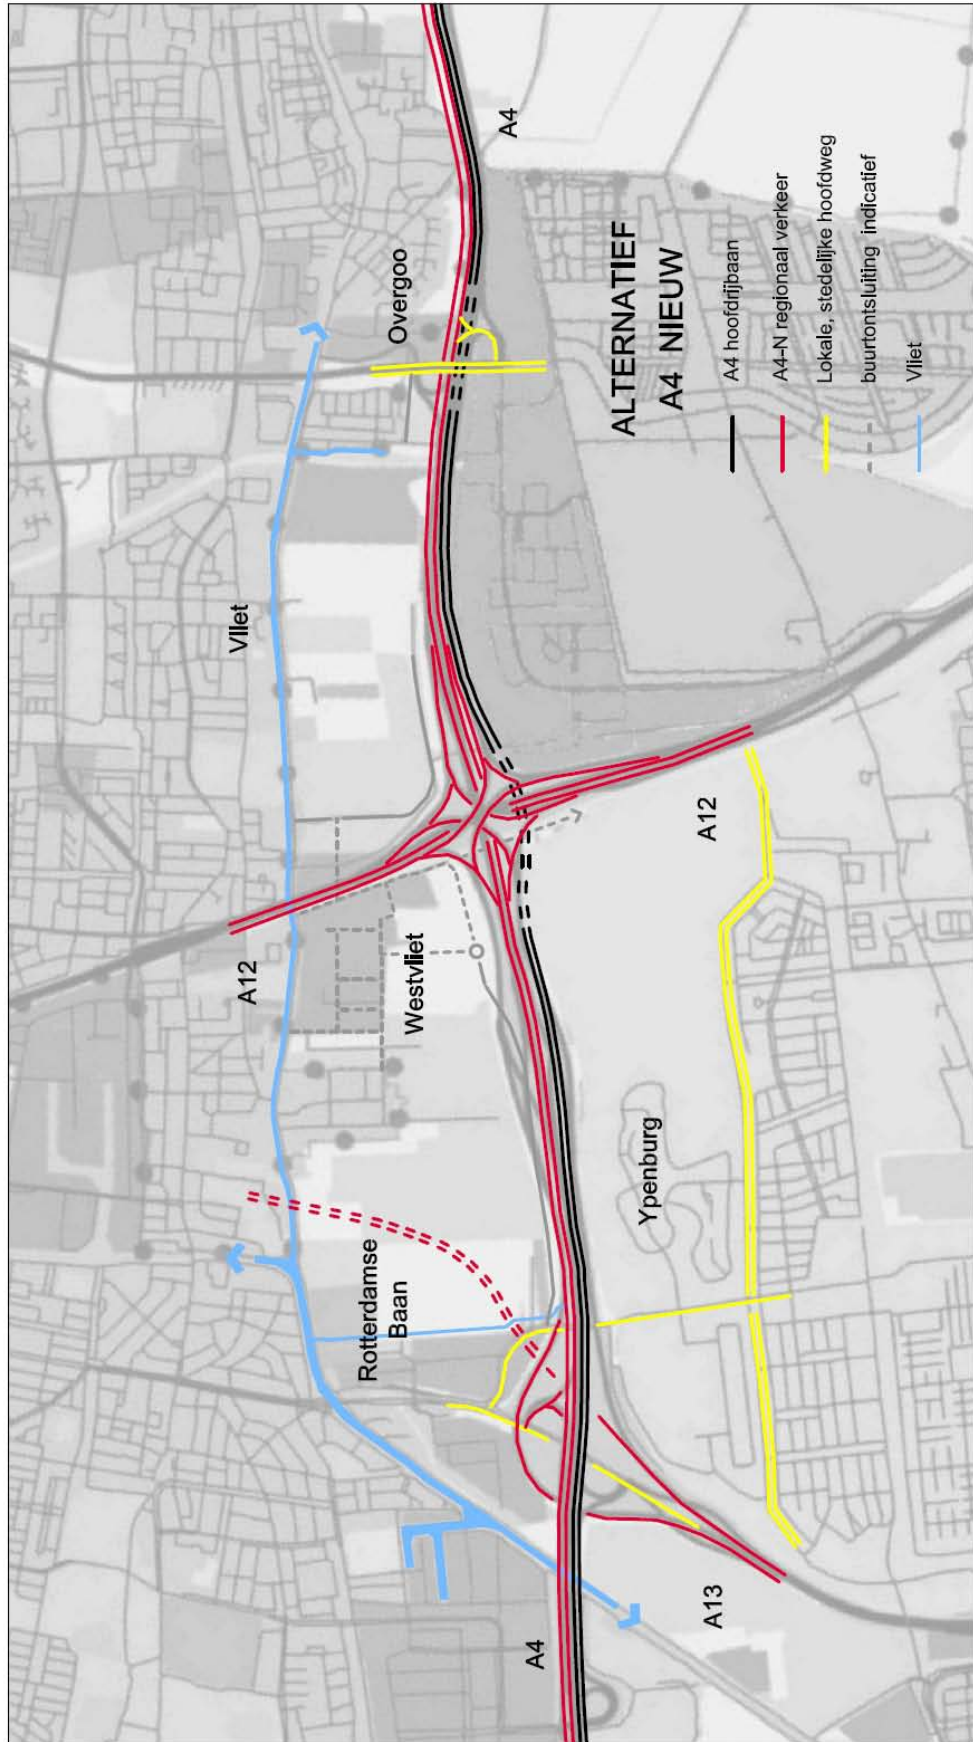 ALTERNATIEF
A4 NIEUW
A4 hoofdrijbaan
A4-N regionaal verkeer
Lokale, stedelijke hoofdweg
buurtontsluiting indicatief
Vliet
A4
Overgoo
Vliet
A12
A12
Westvliet
Ypenburg
Rotterdamse
Baan
A13
A4